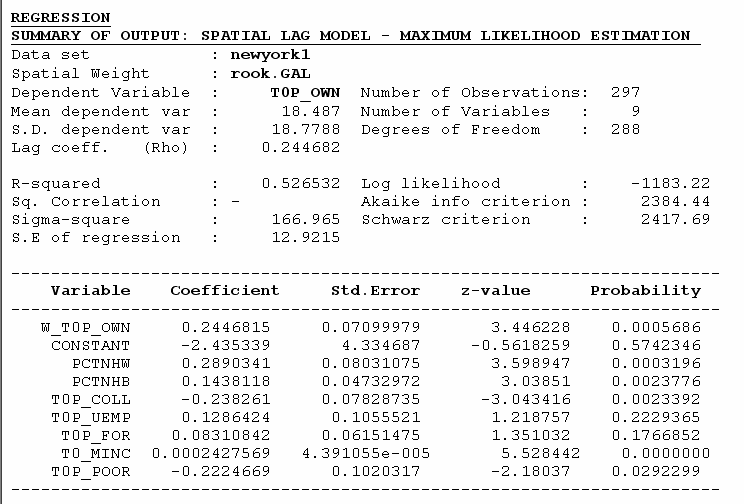 REGRESSION
SUMMARY OF OUTPUT: SPATIAL LAG MODEL - MAXIMUM LIKELIHOOD ESTIMATION
Data set : newyork1
Spatial Weight : rook.GAL
Dependent Variable : T0P_OWN Number of Observations: 297
Mean dependent var : 18.487 Number of Variables : 9
S.D. dependent var : 18.7788 Degrees of Freedom : 288
Lag coeff. (Rho) : 0.244682
R-squared : 0.526532 Log likelihood : -1183.22
Sq. Correlation : - Akaike info criterion : 2384.44
Sigma-square : 166.965 Schwarz criterion : 2417.69
S.E of regression : 12.9215
-----------------------------------------------------------------------
Variable Coefficient Std.Error z-value Probability
-----------------------------------------------------------------------
W_T0P_OWN 0.2446815 0.07099979 3.446228 0.0005686
CONSTANT -2.435339 4.334687 -0.5618259 0.5742346
PCTNHW 0.2890341 0.08031075 3.598947 0.0003196
PCTNHB 0.1438118 0.04732972 3.03851 0.0023776
T0P_COLL -0.238261 0.07828735 -3.043416 0.0023392
T0P_UEMP 0.1286424 0.1055521 1.218757 0.2229365
T0P_FOR 0.08310842 0.06151475 1.351032 0.1766852
T0_MINC 0.0002427569 4.391055e-005 5.528442 0.0000000
T0P_POOR -0.2224669 0.1020317 -2.18037 0.0292299
-----------------------------------------------------------------------